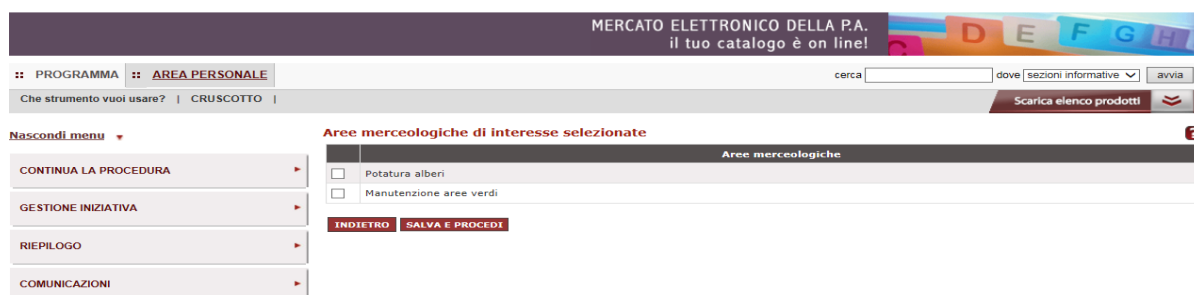 MERCATO ELETTRONICO DELLA P.A.
il tuo catalogo è on line!
C D E F G H
:: PROGRAMMA :: AREA PERSONALE
cerca dove sezioni informative avvia
Che strumento vuoi usare? | CRUSCOTTO |
Scarica elenco prodotti
Nascondi menu
Aree merceologiche di interesse selezionate
Aree merceologiche
CONTINUA LA PROCEDURA
Potatura alberi
Manutenzione aree verdi
GESTIONE INIZIATIVA
INDIETRO SALVA E PROCEDI
RIEPILOGO
COMUNICAZIONI